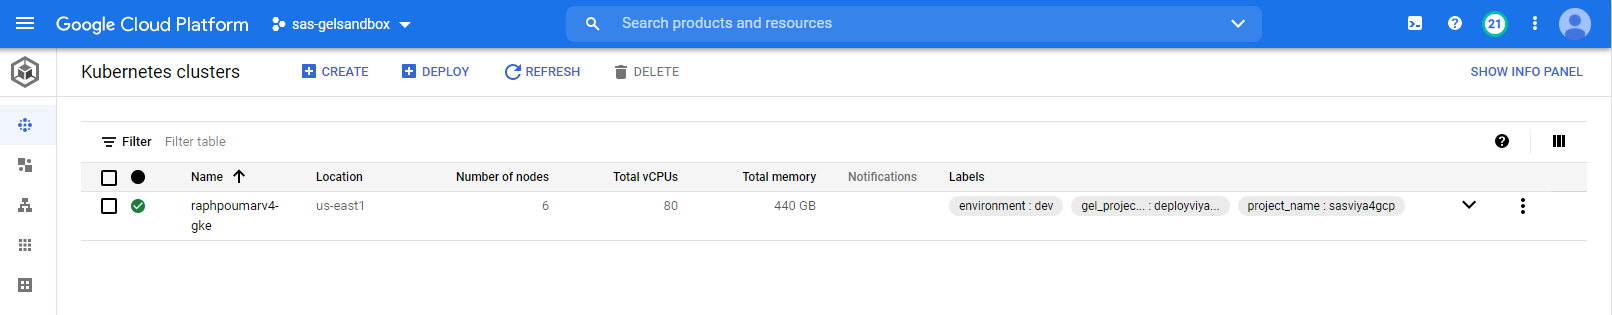 Google Cloud Platform sas-gelsandbox Search products and resources 21
Kubernetes clusters CREATE DEPLOY REFRESH DELETE SHOW INFO PANEL
Filter Filter table
Name Location Number of nodes Total vCPUs Total memory Notifications Labels
raphpoumarv4- us-east1 6 80 440 GB environment : dev gel_projec... : deployviya... project_name : sasviya4gcp
gke